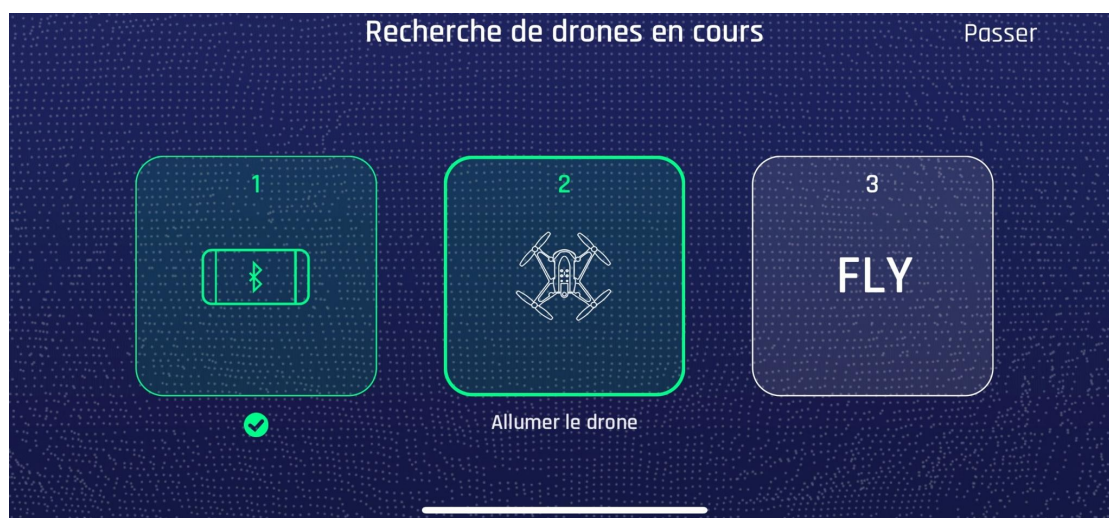 Recherche de drones en cours
Passer
1
2
3
FLY
Allumer le drone